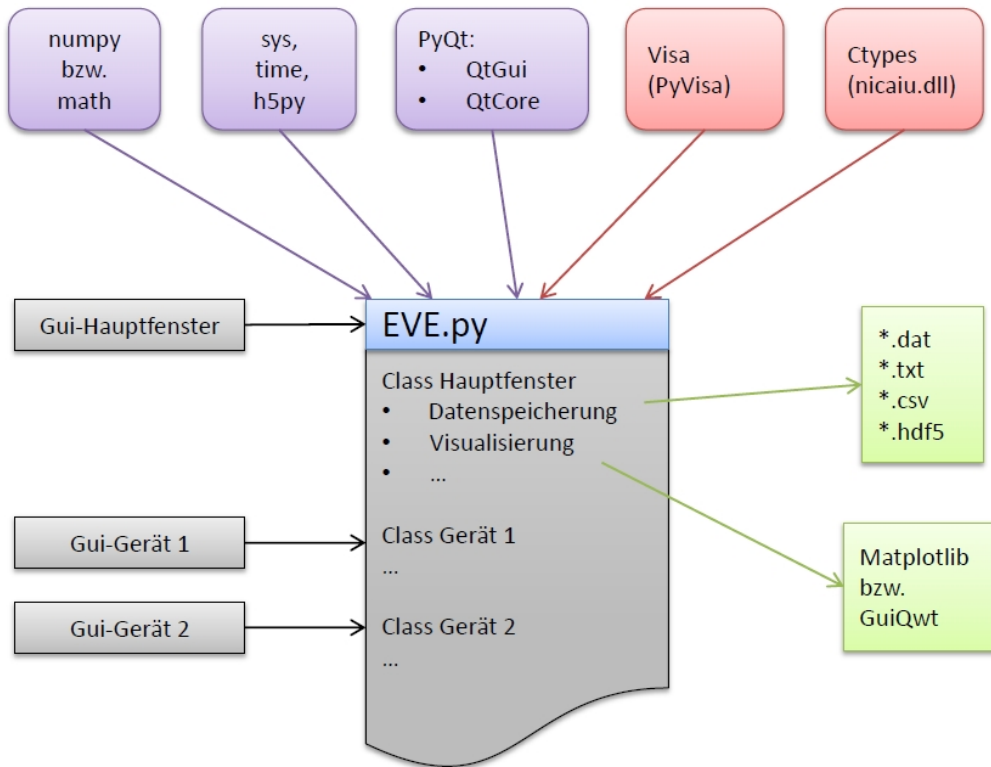 numpy
bzw.
math
sys,
time,
h5py
PyQt:
• QtGui
• QtCore
Visa
(PyVisa)
Ctypes
(nicaiu.dll)
Gui-Hauptfenster
EVE.py
Class Hauptfenster
• Datenspeicherung
• Visualisierung
• ...
*.dat
*.txt
*.csv
*.hdf5
Gui-Gerät 1
Class Gerät 1
...
Gui-Gerät 2
Class Gerät 2
...
Matplotlib
bzw.
GuiQwt